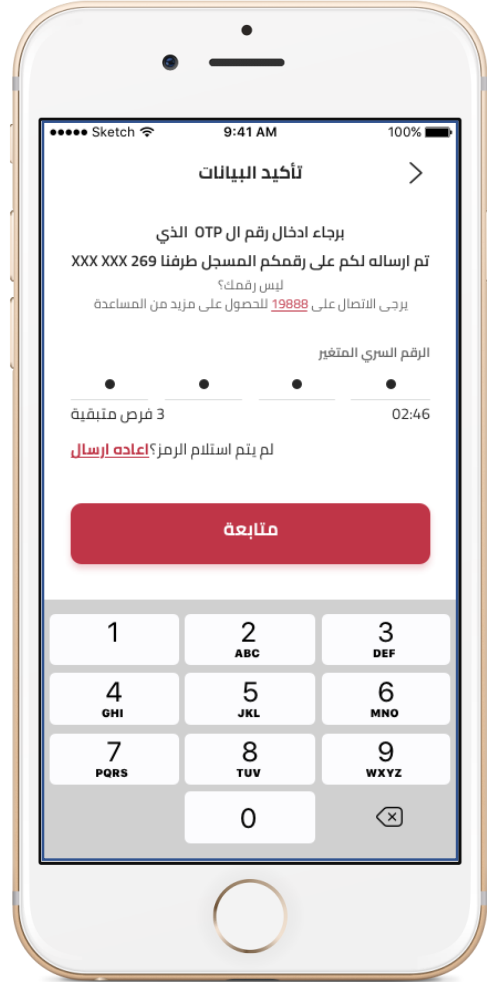 Sketch 9:41 AM 100%
تأكيد البيانات
برجاء ادخال رقم ال OTP الذي
تم ارساله لكم على رقمكم المسجل طرفنا 269 XXX XXX
ليس رقمك؟
يرجى الاتصال على 19888 للحصول على مزيد من المساعدة
الرقم السري المتغير
02:46 3 فرص متبقية
لم يتم استلام الرمز؟اعاده ارسال
متابعة
1 2 3
ABC DEF
4 5 6
GHI JKL MNO
7 8 9
PQRS TUV WXYZ
0